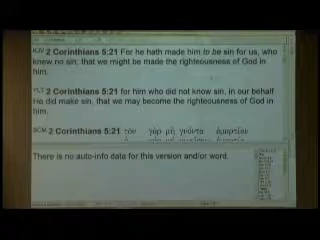 KJV 2 Corinthians 5:21 For he hath made him to be sin for us, who
knew no sin; that we might be made the righteousness of God in
him.
YLT 2 Corinthians 5:21 for him who did not know sin, in our behalf
He did make sin, that we may become the righteousness of God in
him.
2 Corinthians 5:21 τὸν γὰρ μὴ γνόντα ἁμαρτίαν
There is no auto-info data for this version and/or word.